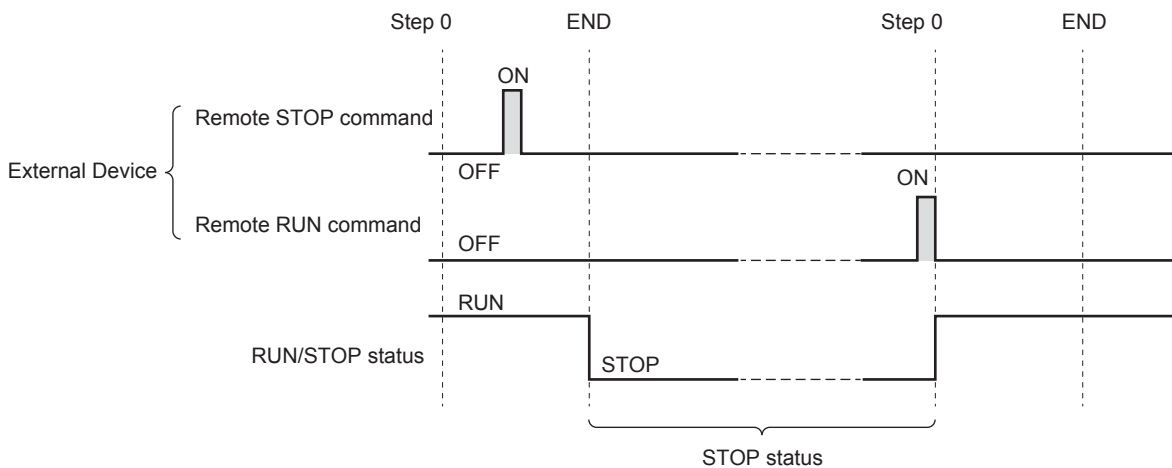 Step 0 END Step 0 END
ON
Remote STOP command
OFF
External Device
ON
Remote RUN command
OFF
RUN
RUN/STOP status
STOP
STOP status